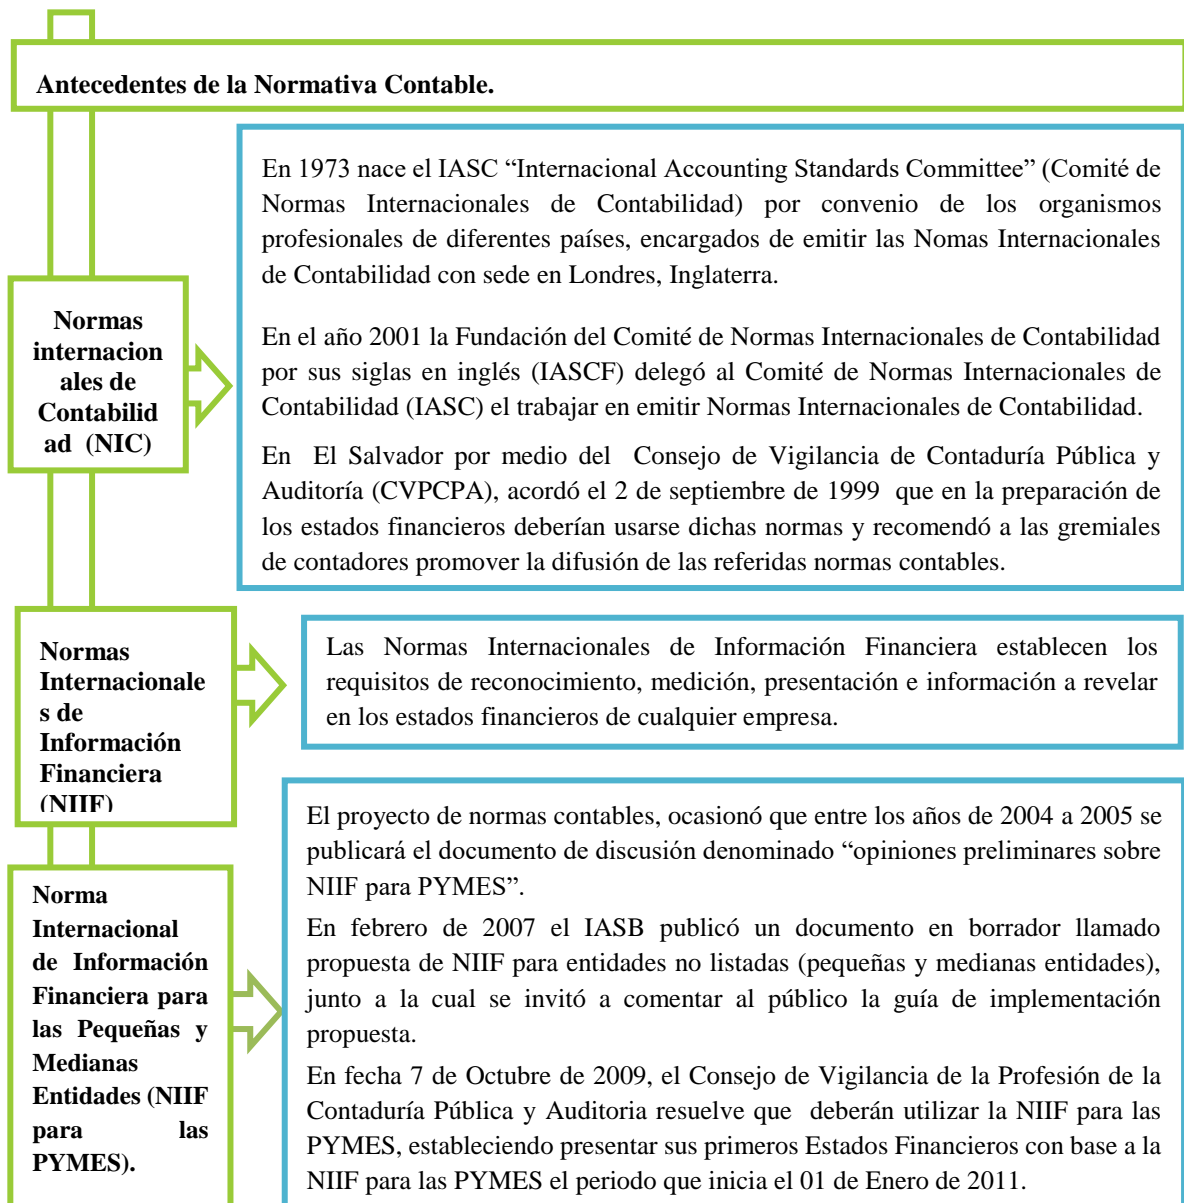 Antecedentes de la Normativa Contable.
Normas
internacion
ales de
Contabilid
ad (NIC)
En 1973 nace el IASC “Internacional Accounting Standards Committee” (Comité de
Normas Internacionales de Contabilidad) por convenio de los organismos
profesionales de diferentes países, encargados de emitir las Nomas Internacionales
de Contabilidad con sede en Londres, Inglaterra.
En el año 2001 la Fundación del Comité de Normas Internacionales de Contabilidad
por sus siglas en inglés (IASCF) delegó al Comité de Normas Internacionales de
Contabilidad (IASC) el trabajar en emitir Normas Internacionales de Contabilidad.
En El Salvador por medio del Consejo de Vigilancia de Contaduría Pública y
Auditoría (CVPCPA), acordó el 2 de septiembre de 1999 que en la preparación de
los estados financieros deberían usarse dichas normas y recomendó a las gremiales
de contadores promover la difusión de las referidas normas contables.
Normas
Internacionale
s de
Información
Financiera
(NIIF)
Las Normas Internacionales de Información Financiera establecen los
requisitos de reconocimiento, medición, presentación e información a revelar
en los estados financieros de cualquier empresa.
Norma
Internacional
de Información
Financiera para
las Pequeñas y
Medianas
Entidades (NIIF
para las
PYMES).
El proyecto de normas contables, ocasionó que entre los años de 2004 a 2005 se
publicará el documento de discusión denominado “opiniones preliminares sobre
NIIF para PYMES”.
En febrero de 2007 el IASB publicó un documento en borrador llamado
propuesta de NIIF para entidades no listadas (pequeñas y medianas entidades),
junto a la cual se invitó a comentar al público la guía de implementación
propuesta.
En fecha 7 de Octubre de 2009, el Consejo de Vigilancia de la Profesión de la
Contaduría Pública y Auditoria resuelve que deberán utilizar la NIIF para las
PYMES, estableciendo presentar sus primeros Estados Financieros con base a la
NIIF para las PYMES el periodo que inicia el 01 de Enero de 2011.